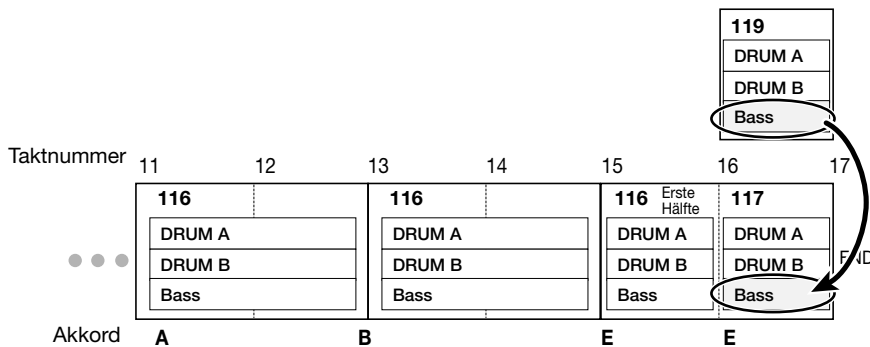 119
DRUM A
DRUM B
Bass
Taktnummer 11 12 13 14 15 16 17
116 116 116 Erste Hälfte 117
DRUM A DRUM A DRUM A DRUM A
DRUM B DRUM B DRUM B DRUM B END
Bass Bass Bass Bass
Akkord A B E E